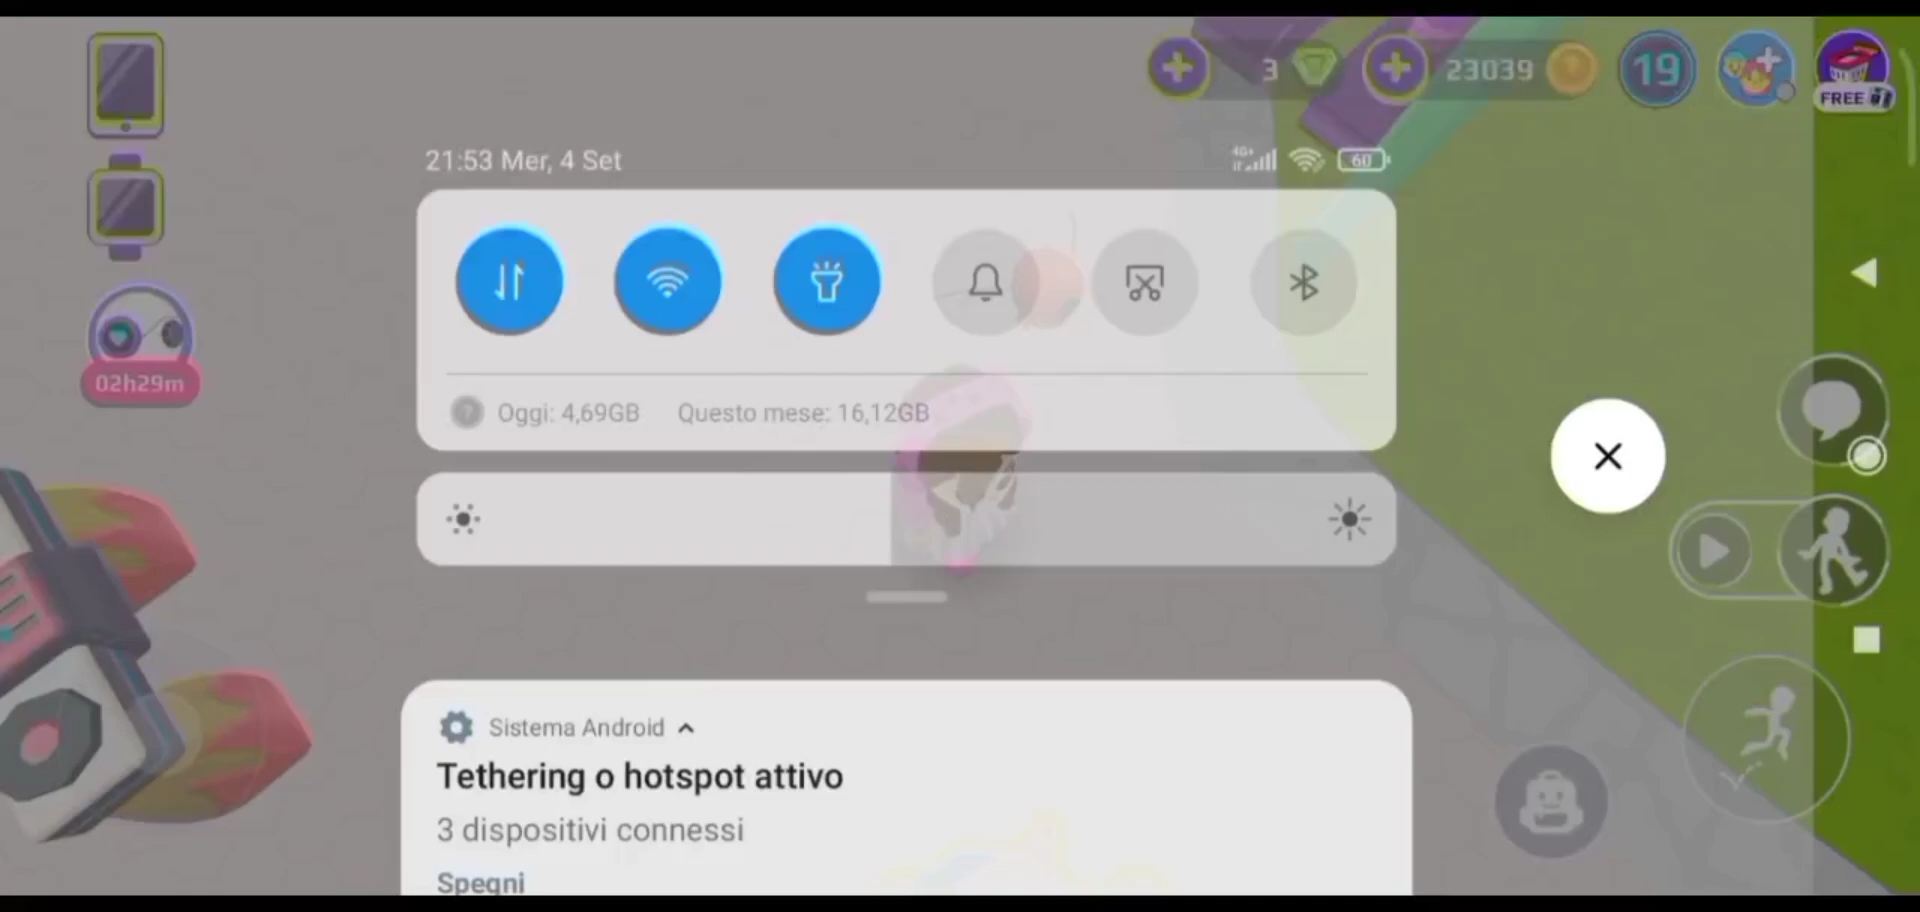 3
23039
19
FREE
21:53 Mer, 4 Set
4G+
60
02h29m
Oggi: 4,69GB
Questo mese: 16,12GB
Sistema Android
Tethering o hotspot attivo
3 dispositivi connessi
Spegni